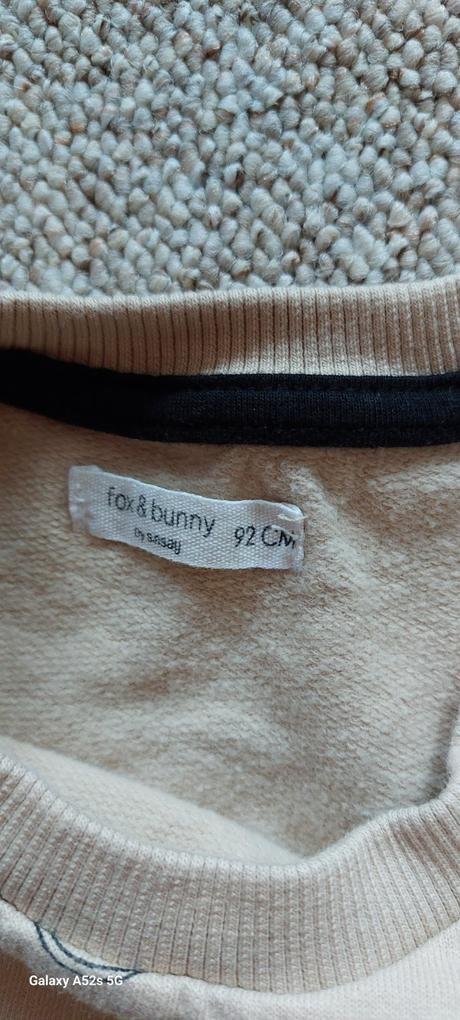 fox & bunny 92 CM
by sinsay
Galaxy A52s 5G